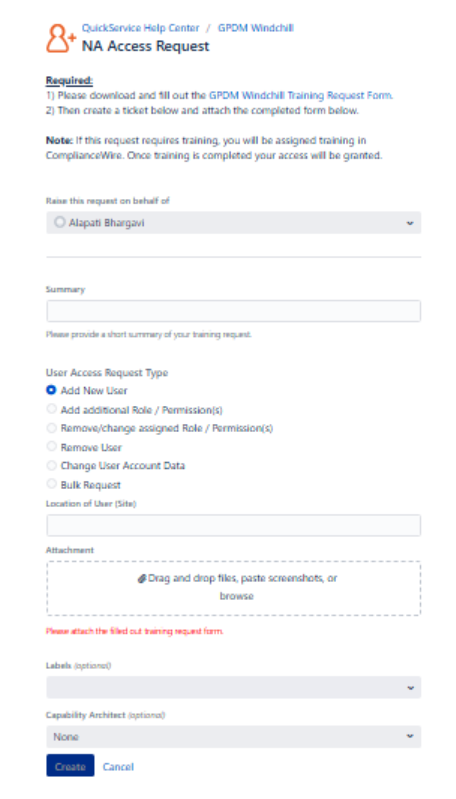 QuickService Help Center / GPDM Windchill
NA Access Request
Required:
1) Please download and fill out the GPDM Windchill Training Request Form.
2) Then create a ticket below and attach the completed form below.
Note: If this request requires training, you will be assigned training in
ComplianceWire. Once training is completed your access will be granted.
Raise this request on behalf of
Alapati Bhargavi
Summary
Please provide a short summary of your training request.
User Access Request Type
Add New User
Add additional Role / Permission(s)
Remove/change assigned Role / Permission(s)
Remove User
Change User Account Data
Bulk Request
Location of User (Site)
Attachment
Drag and drop files, paste screenshots, or
browse
Please attach the filled out training request form.
Labels (optional)
Capability Architect (optional)
None
Create Cancel